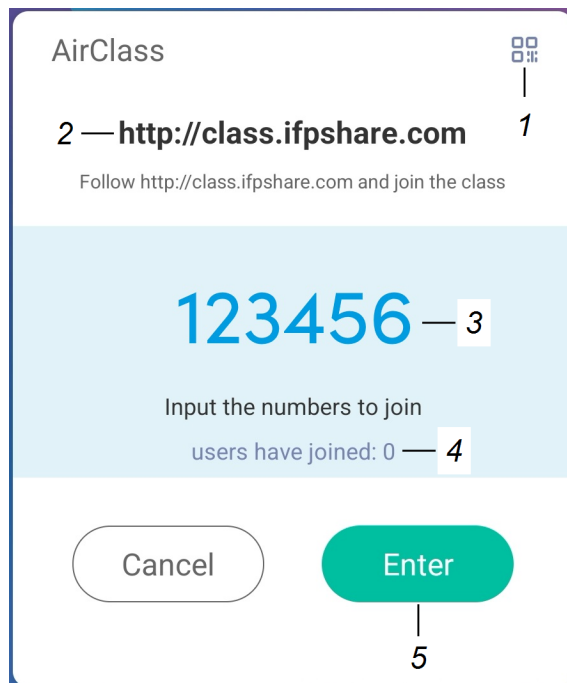 AirClass
1
2 http://class.ifpshare.com
Follow http://class.ifpshare.com and join the class
123456 3
Input the numbers to join
users have joined: 0 4
Cancel Enter
5